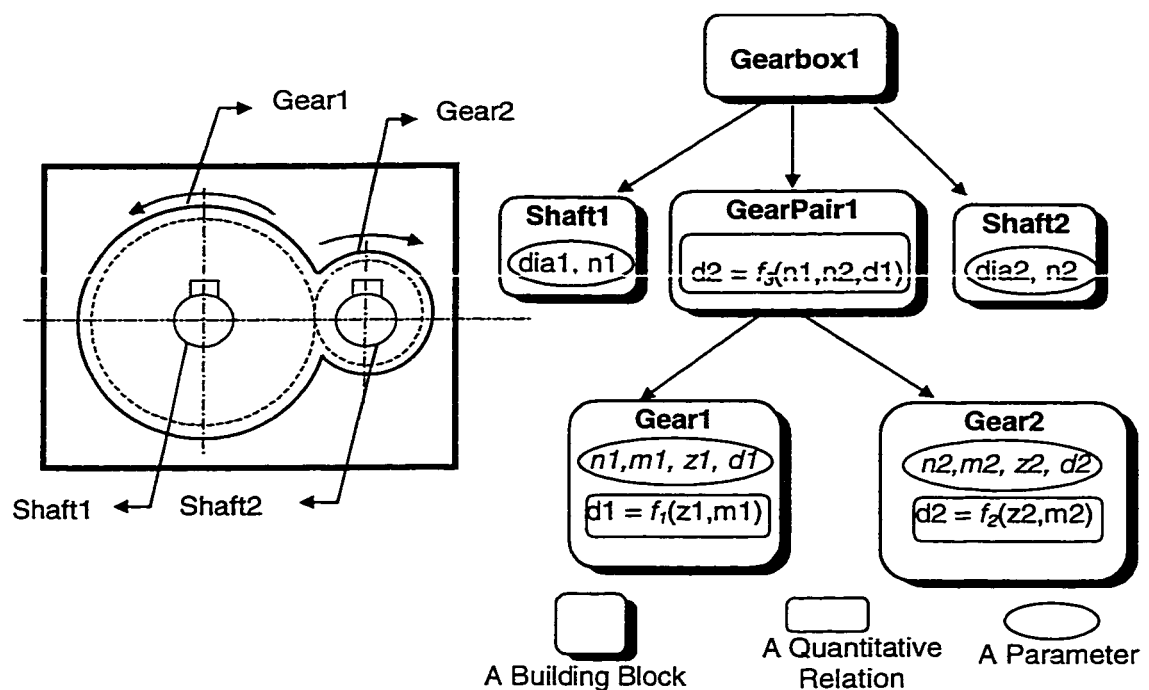 Gearbox1
Gear1
Gear2
Shaft1
dia1, n1
GearPair1
d2 = f3(n1,n2,d1)
Shaft2
dia2, n2
Gear1
n1,m1, z1, d1
d1 = f1(z1,m1)
Gear2
n2,m2, z2, d2
d2 = f2(z2,m2)
Shaft1
Shaft2
A Building Block
A Quantitative
Relation
A Parameter